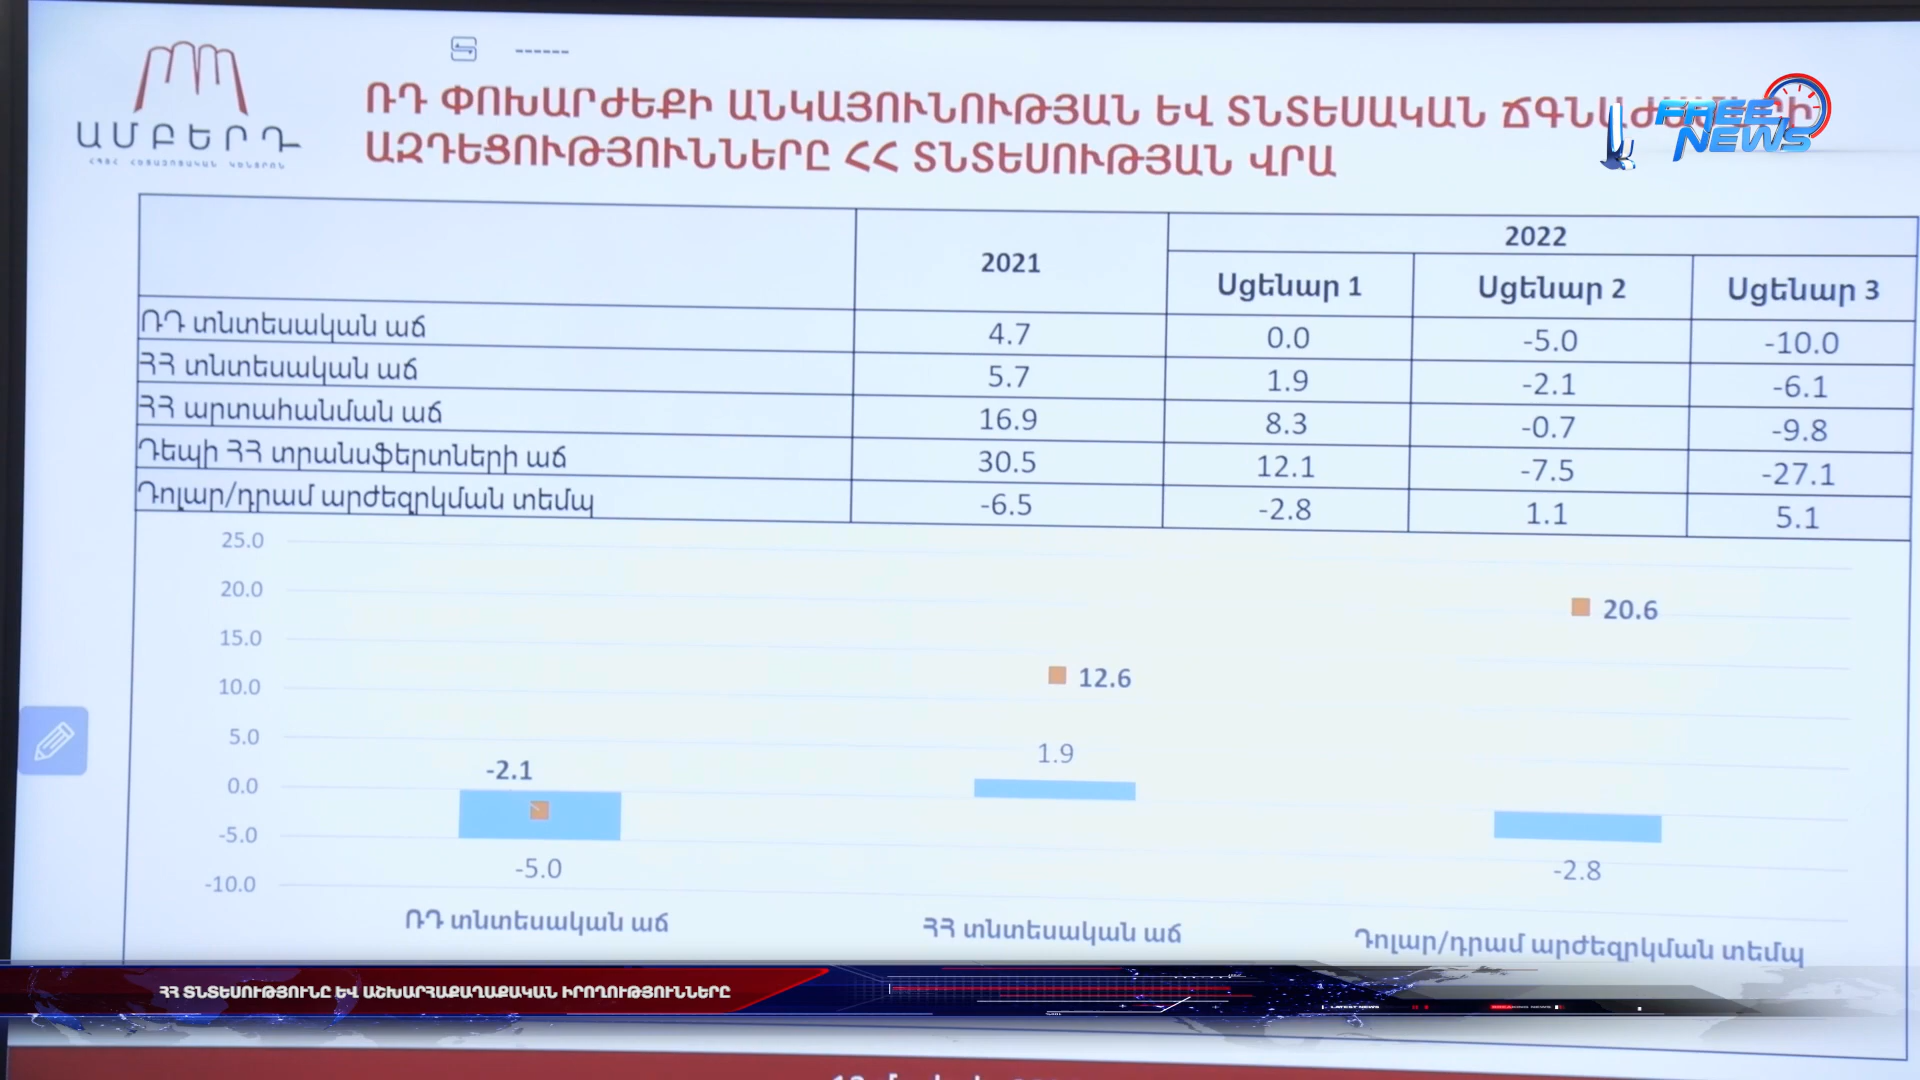 ԱՄԲԵՐԴ
ՀՊՏՀ ՀԵՏԱԶՈՏԱԿԱՆ ԿԵՆՏՐՈՆ
------
ՌԴ ՓՈԽԱՐԺԵՔԻ ԱՆԿԱՅՈՒՆՈՒԹՅԱՆ ԵՎ ՏՆՏԵՍԱԿԱՆ
ԱԶԴԵՑՈՒԹՅՈՒՆՆԵՐԸ ՀՀ ՏՆՏԵՍՈՒԹՅԱՆ ՎՐԱ
FREE
NEWS
2021 2022
Սցենար 1 Սցենար 2 Սցենար 3
ՌԴ տնտեսական աճ 4.7 0.0 -5.0 -10.0
ՀՀ տնտեսական աճ 5.7 1.9 -2.1 -6.1
ՀՀ արտահանման աճ 16.9 8.3 -0.7 -9.8
Դեպի ՀՀ տրանսֆերտների աճ 30.5 12.1 -7.5 -27.1
Դոլար/դրամ արժեզրկման տեմպ -6.5 -2.8 1.1 5.1
25.0
20.0 20.6
15.0
10.0 12.6
5.0 1.9
0.0 -2.1
-5.0 -5.0 -2.8
-10.0
ՌԴ տնտեսական աճ ՀՀ տնտեսական աճ Դոլար/դրամ արժեզրկման տեմպ
ՀՀ ՏՆՏԵՍՈՒԹՅՈՒՆԸ ԵՎ ԱՇԽԱՐՀԱՔԱՂԱՔԱԿԱՆ ԻՐՈՂՈՒԹՅՈՒՆՆԵՐԸ
LATEST NEWS